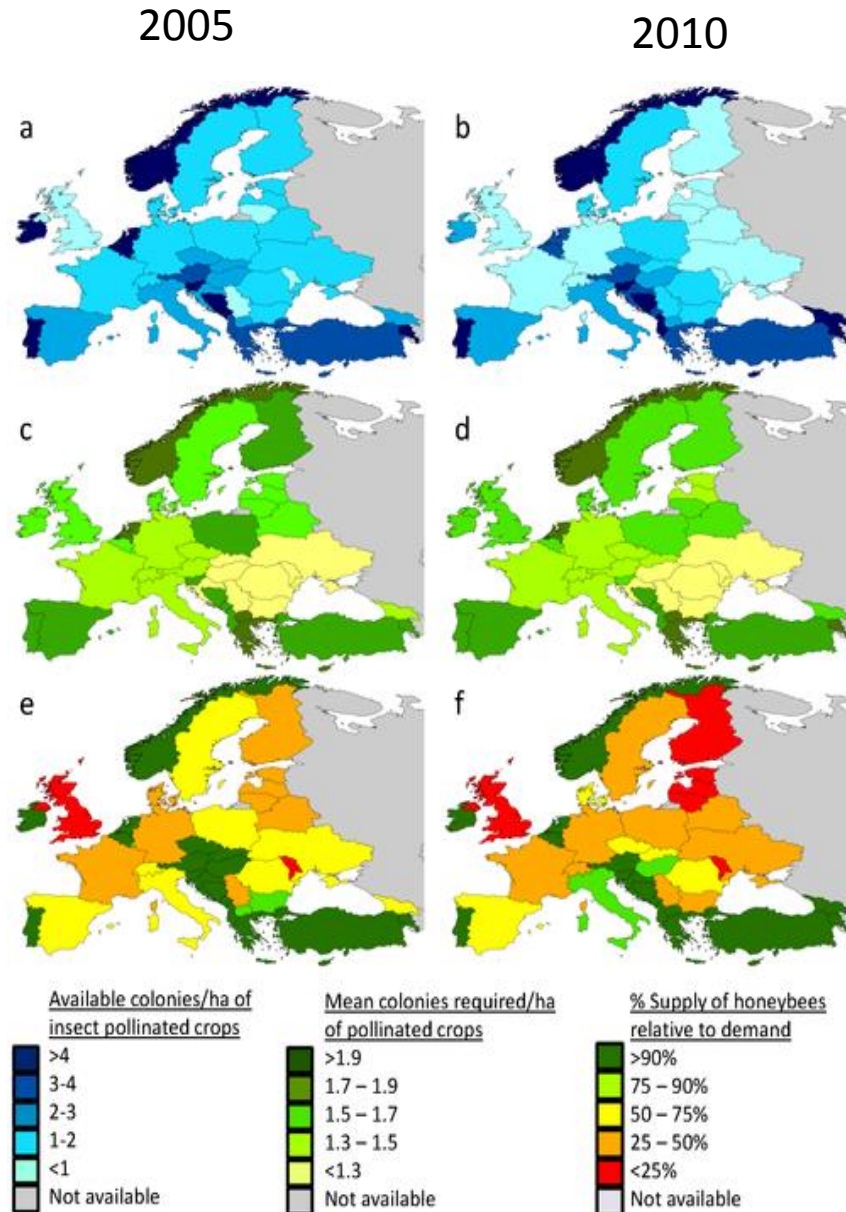 2005
2010
a
b
c
d
e
f
Available colonies/ha of
insect pollinated crops
>4
3-4
2-3
1-2
<1
Not available
Mean colonies required/ha
of pollinated crops
>1.9
1.7 – 1.9
1.5 – 1.7
1.3 – 1.5
<1.3
Not available
% Supply of honeybees
relative to demand
>90%
75 – 90%
50 – 75%
25 – 50%
<25%
Not available